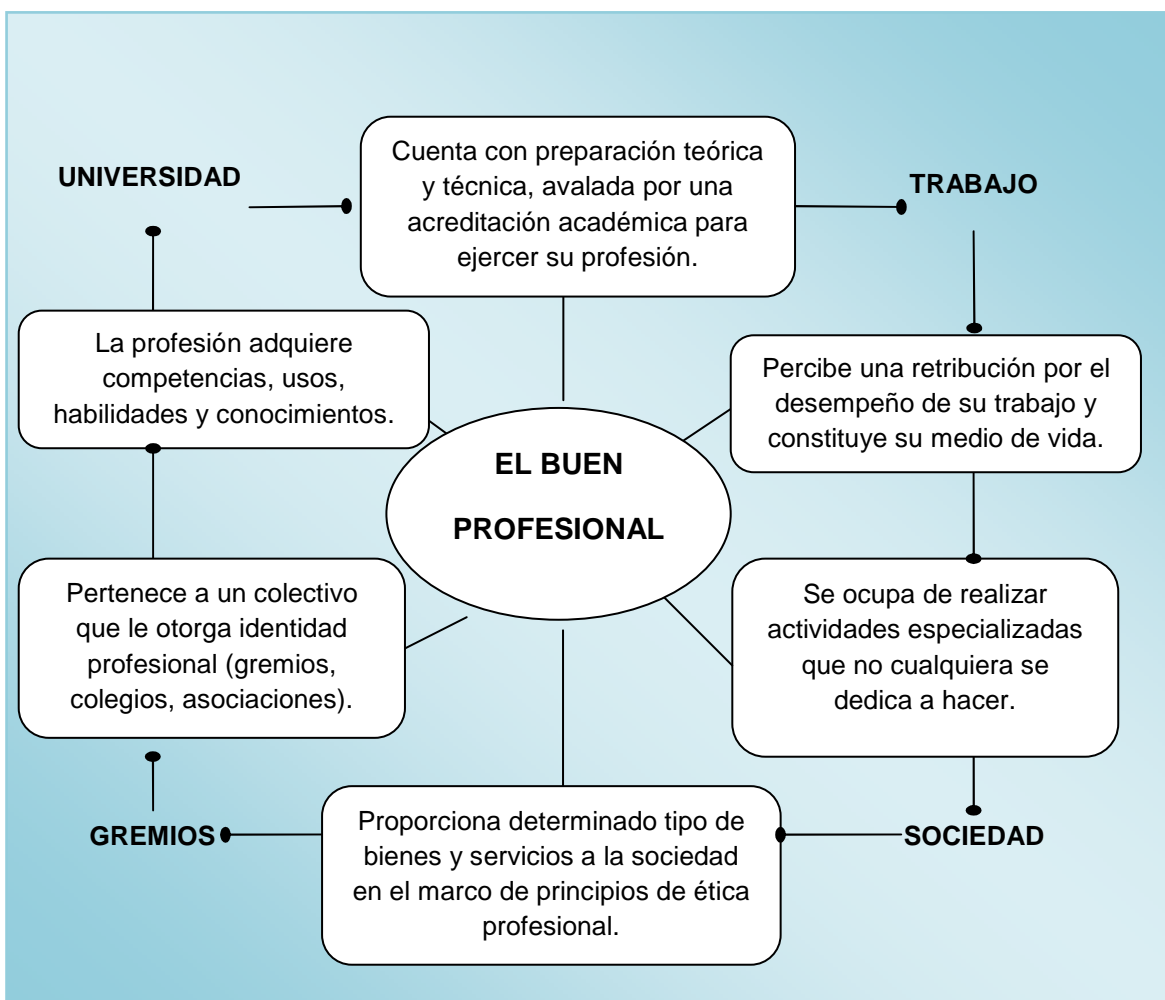 UNIVERSIDAD
Cuenta con preparación teórica
y técnica, avalada por una
acreditación académica para
ejercer su profesión.
TRABAJO
La profesión adquiere
competencias, usos,
habilidades y conocimientos.
Percibe una retribución por el
desempeño de su trabajo y
constituye su medio de vida.
EL BUEN
PROFESIONAL
Pertenece a un colectivo
que le otorga identidad
profesional (gremios,
colegios, asociaciones).
Se ocupa de realizar
actividades especializadas
que no cualquiera se
dedica a hacer.
GREMIOS
Proporciona determinado tipo de
bienes y servicios a la sociedad
en el marco de principios de ética
profesional.
SOCIEDAD